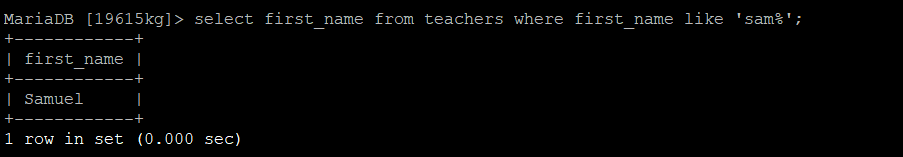 MariaDB [19615kg]> select first_name from teachers where first_name like 'sam%';
+------------+
| first_name |
+------------+
| Samuel     |
+------------+
1 row in set (0.000 sec)